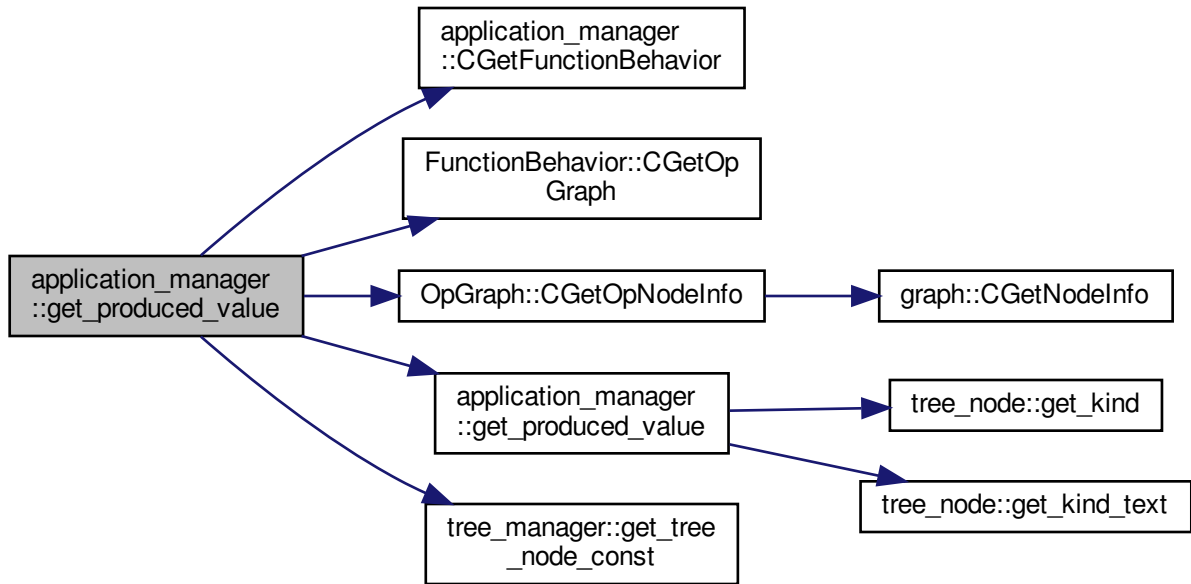 application_manager
::CGetFunctionBehavior
FunctionBehavior::CGetOp
Graph
application_manager
::get_produced_value
OpGraph::CGetOpNodeInfo
graph::CGetNodeInfo
application_manager
::get_produced_value
tree_node::get_kind
tree_node::get_kind_text
tree_manager::get_tree
_node_const